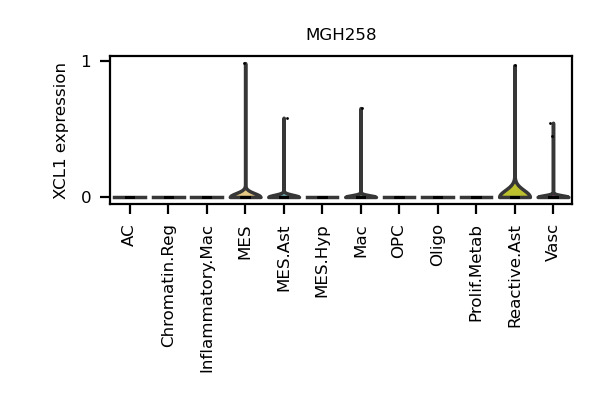 MGH258
XCL1 expression
1
0
AC
Chromatin.Reg
Inflammatory.Mac
MES
MES.Ast
MES.Hyp
Mac
OPC
Oligo
Prolif.Metab
Reactive.Ast
Vasc